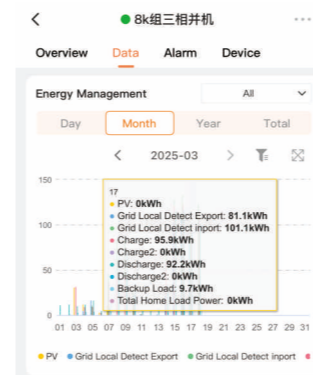 8k组三相并机
Overview Data Alarm Device
Energy Management All
Day Month Year Total
2025-03
150
100
50
0
17
PV: 0kWh
Grid Local Detect Export: 81.1kWh
Grid Local Detect inport: 101.1kWh
Charge: 95.9kWh
Charge2: 0kWh
Discharge: 92.2kWh
Discharge2: 0kWh
Backup Load: 9.7kWh
Total Home Load Power: 0kWh
01 03 05 07 09 11 13 15 17 19 21 23 25 27 29 31
PV Grid Local Detect Export Grid Local Detect inport